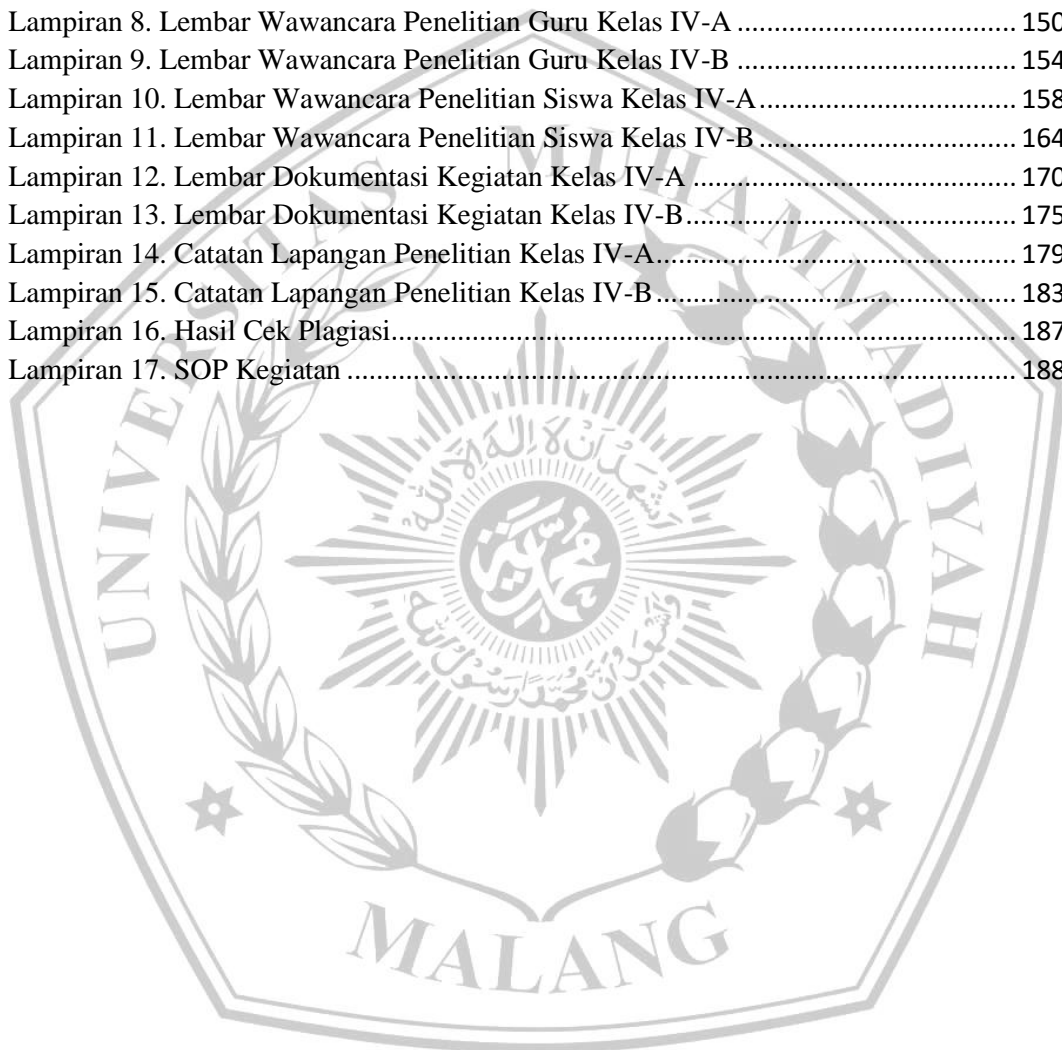 Lampiran 8. Lembar Wawancara Penelitian Guru Kelas IV-A ..................................... 150
Lampiran 9. Lembar Wawancara Penelitian Guru Kelas IV-B ..................................... 154
Lampiran 10. Lembar Wawancara Penelitian Siswa Kelas IV-A .................................. 158
Lampiran 11. Lembar Wawancara Penelitian Siswa Kelas IV-B .................................. 164
Lampiran 12. Lembar Dokumentasi Kegiatan Kelas IV-A ........................................... 170
Lampiran 13. Lembar Dokumentasi Kegiatan Kelas IV-B ............................................ 175
Lampiran 14. Catatan Lapangan Penelitian Kelas IV-A ................................................ 179
Lampiran 15. Catatan Lapangan Penelitian Kelas IV-B ................................................ 183
Lampiran 16. Hasil Cek Plagiasi ................................................................................... 187
Lampiran 17. SOP Kegiatan ......................................................................................... 188
UNIVERSITAS MUHAMMADIYAH
MALANG